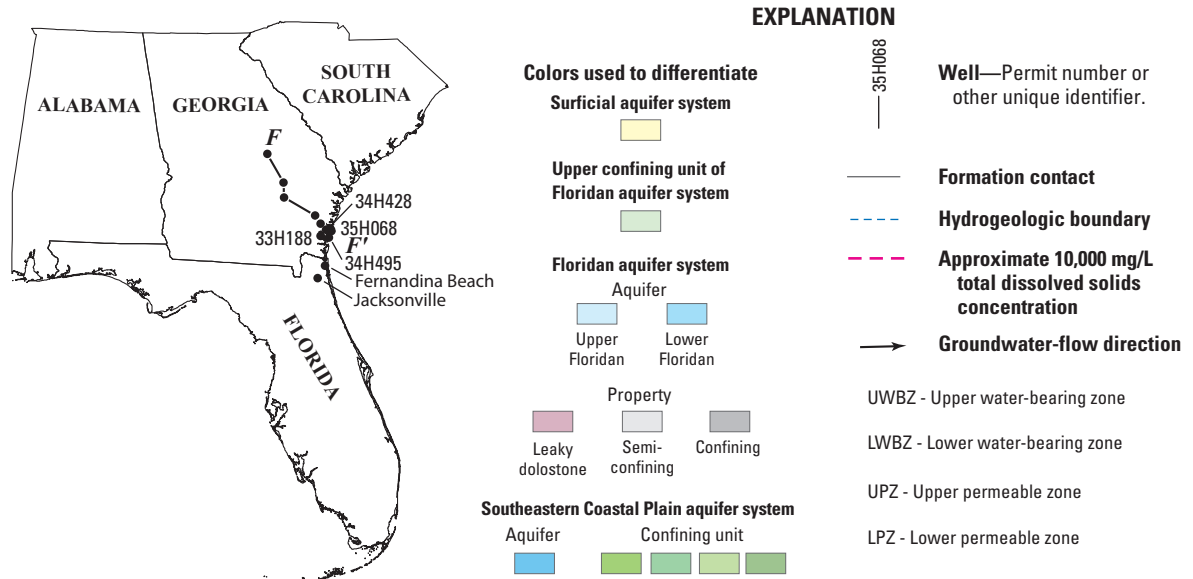 ALABAMA
GEORGIA
SOUTH
CAROLINA
F
34H428
35H068
33H188
F'
34H495
Fernandina Beach
Jacksonville
FLORIDA
EXPLANATION
Colors used to differentiate
Surficial aquifer system
Upper confining unit of
Floridan aquifer system
Floridan aquifer system
Aquifer
Upper
Floridan
Lower
Floridan
Property
Leaky
dolostone
Semi-
confining
Confining
Southeastern Coastal Plain aquifer system
Aquifer
Confining unit
35H068
Well—Permit number or
other unique identifier.
Formation contact
Hydrogeologic boundary
Approximate 10,000 mg/L
total dissolved solids
concentration
Groundwater-flow direction
UWBZ - Upper water-bearing zone
LWBZ - Lower water-bearing zone
UPZ - Upper permeable zone
LPZ - Lower permeable zone